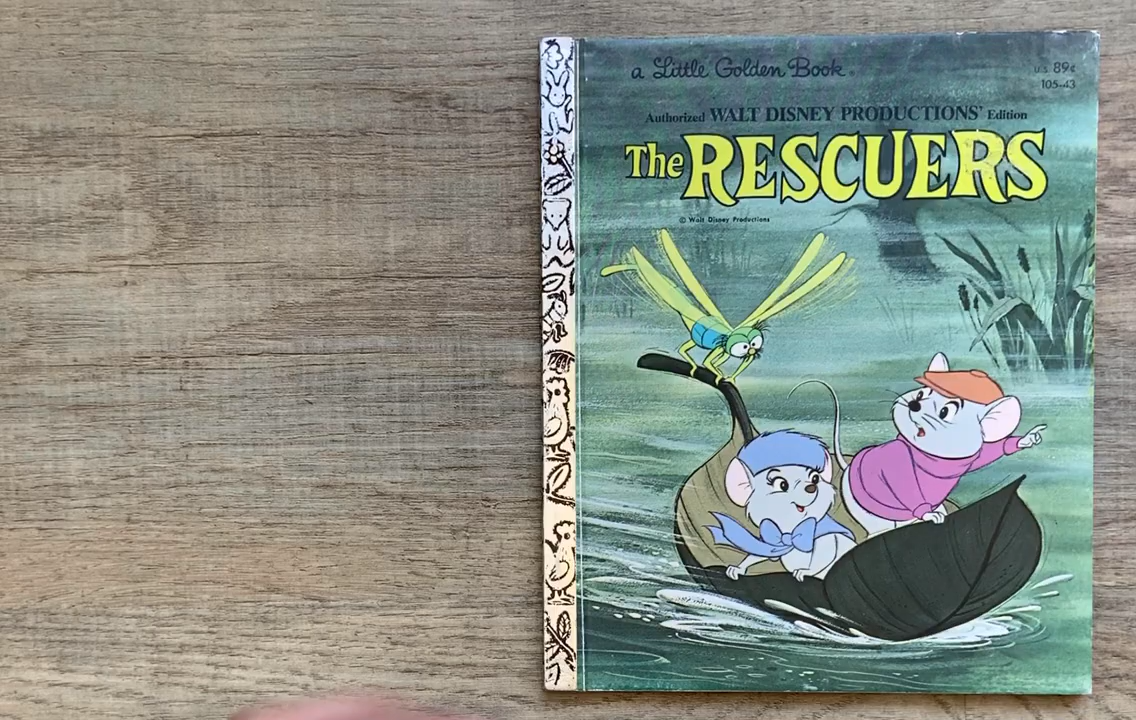 a Little Golden Book®
U.S. 89¢
105-43
Authorized WALT DISNEY PRODUCTIONS' Edition
The RESCUERS
© Walt Disney Productions